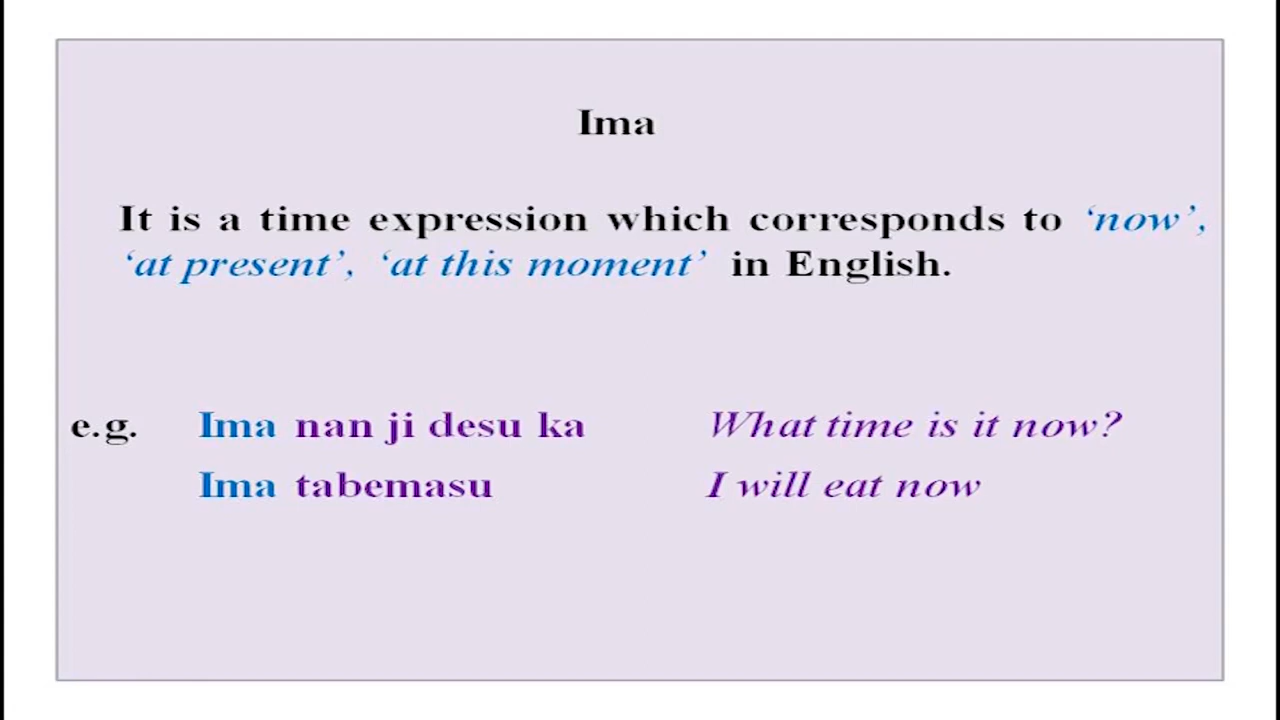 Ima
It is a time expression which corresponds to ‘now’,
‘at present’, ‘at this moment’ in English.
e.g. Ima nan ji desu ka What time is it now?
Ima tabemasu I will eat now